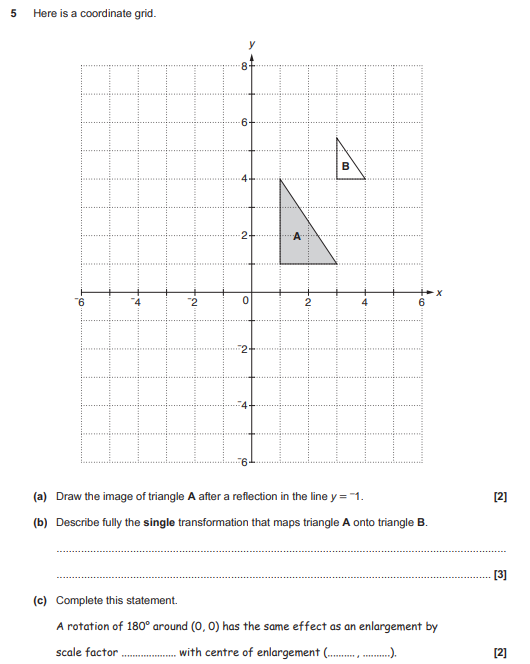 5 Here is a coordinate grid.
y
8
6
B
4
A
2
⁻6 ⁻4 ⁻2 0 2 4 6 x
⁻2
⁻4
⁻6
(a) Draw the image of triangle A after a reflection in the line y = ⁻1. [2]
(b) Describe fully the single transformation that maps triangle A onto triangle B.
[3]
(c) Complete this statement.
A rotation of 180° around (0, 0) has the same effect as an enlargement by
scale factor .................... with centre of enlargement (.......... , ..........). [2]